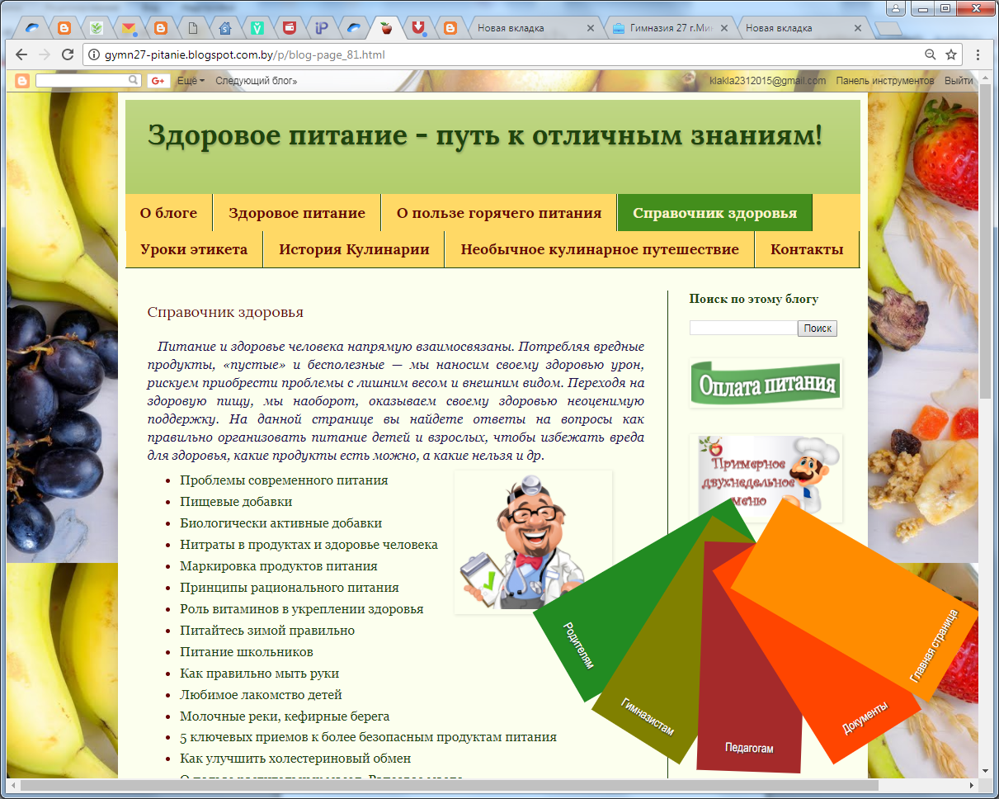 Новая вкладка
Гимназия 27 г.Мин
Новая вкладка
gymn27-pitanie.blogspot.com.by/p/blog-page_81.html
G+ Ещё Следующий блог» klakla2312015@gmail.com Панель инструментов Выйти
Здоровое питание - путь к отличным знаниям!
О блоге Здоровое питание О пользе горячего питания Справочник здоровья
Уроки этикета История Кулинарии Необычное кулинарное путешествие Контакты
Справочник здоровья
Питание и здоровье человека напрямую взаимосвязаны. Потребляя вредные
продукты, «пустые» и бесполезные — мы наносим своему здоровью урон,
рискуем приобрести проблемы с лишним весом и внешним видом. Переходя на
здоровую пищу, мы наоборот, оказываем своему здоровью неоценимую
поддержку. На данной странице вы найдете ответы на вопросы как
правильно организовать питание детей и взрослых, чтобы избежать вреда
для здоровья, какие продукты есть можно, а какие нельзя и др.
• Проблемы современного питания
• Пищевые добавки
• Биологически активные добавки
• Нитраты в продуктах и здоровье человека
• Маркировка продуктов питания
• Принципы рационального питания
• Роль витаминов в укреплении здоровья
• Питайтесь зимой правильно
• Питание школьников
• Как правильно мыть руки
• Любимое лакомство детей
• Молочные реки, кефирные берега
• 5 ключевых приемов к более безопасным продуктам питания
• Как улучшить холестериновый обмен
Поиск по этому блогу
Поиск
Оплата питания
Примерное
двухнедельное
меню
Родителям
Гимназистам
Педагогам
Документы
Главная страница